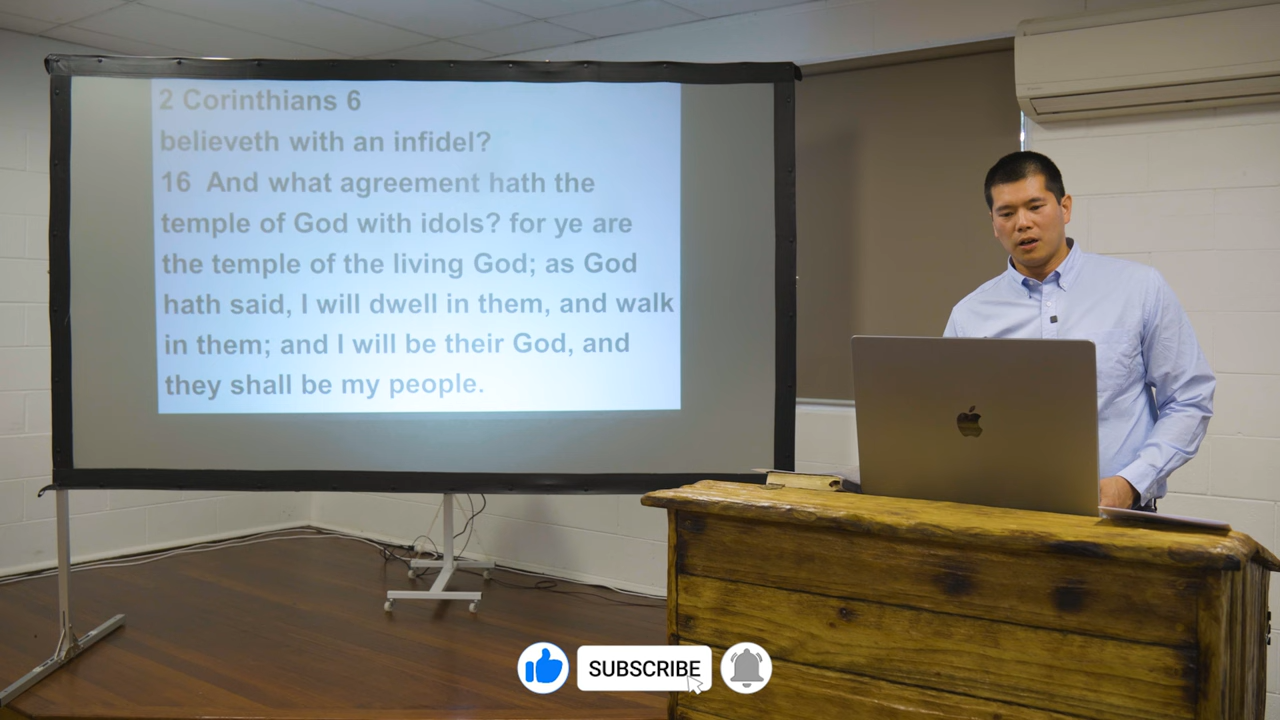 2 Corinthians 6
believeth with an infidel?
16 And what agreement hath the
temple of God with idols? for ye are
the temple of the living God; as God
hath said, I will dwell in them, and walk
in them; and I will be their God, and
they shall be my people.
SUBSCRIBE